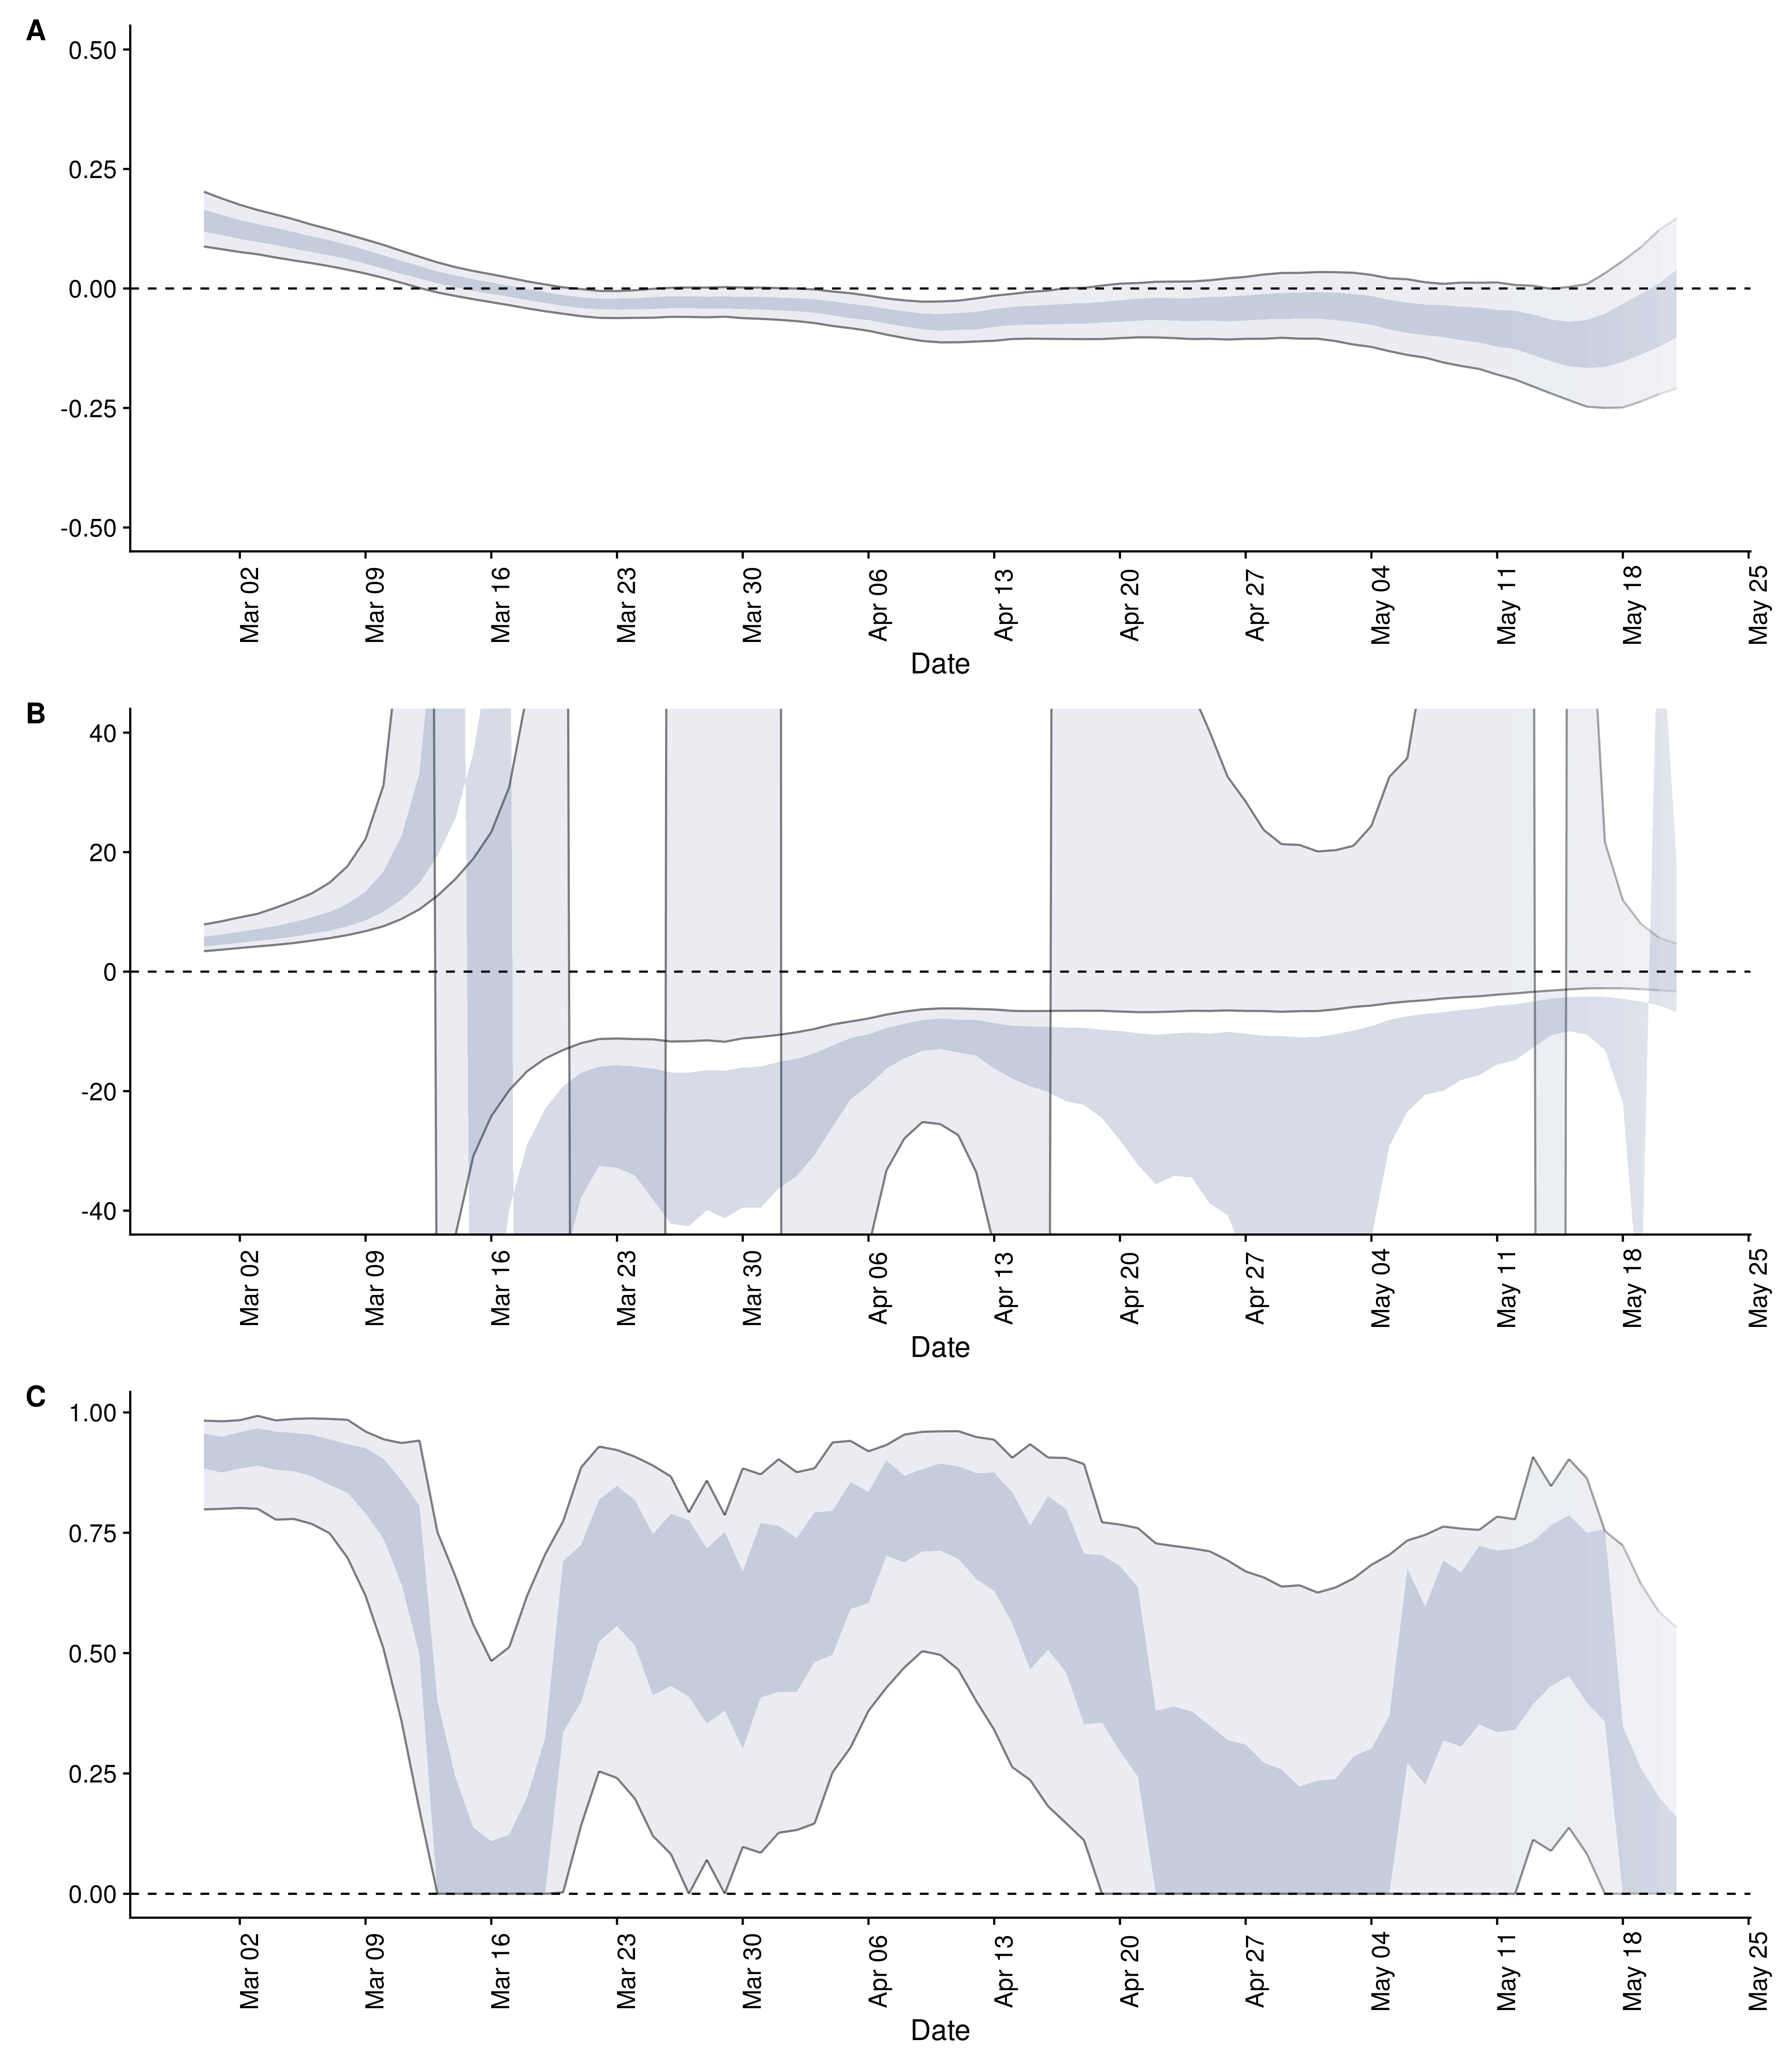 A
0.50
0.25
0.00
-0.25
-0.50
Mar 02
Mar 09
Mar 16
Mar 23
Mar 30
Apr 06
Apr 13
Apr 20
Apr 27
May 04
May 11
May 18
May 25
Date
B
40
20
0
-20
-40
Mar 02
Mar 09
Mar 16
Mar 23
Mar 30
Apr 06
Apr 13
Apr 20
Apr 27
May 04
May 11
May 18
May 25
Date
C
1.00
0.75
0.50
0.25
0.00
Mar 02
Mar 09
Mar 16
Mar 23
Mar 30
Apr 06
Apr 13
Apr 20
Apr 27
May 04
May 11
May 18
May 25
Date